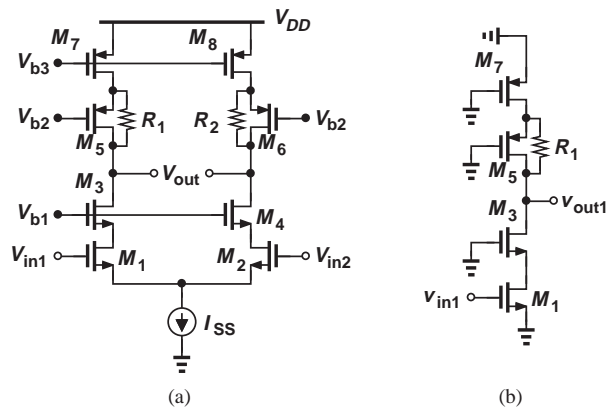 V_DD
M_7
M_8
V_b3
V_b2
R_1
R_2
V_b2
M_5
M_6
M_3
V_out
V_b1
M_4
V_in1
M_1
M_2
V_in2
I_SS
(a)
M_7
R_1
M_5
v_out1
M_3
v_in1
M_1
(b)